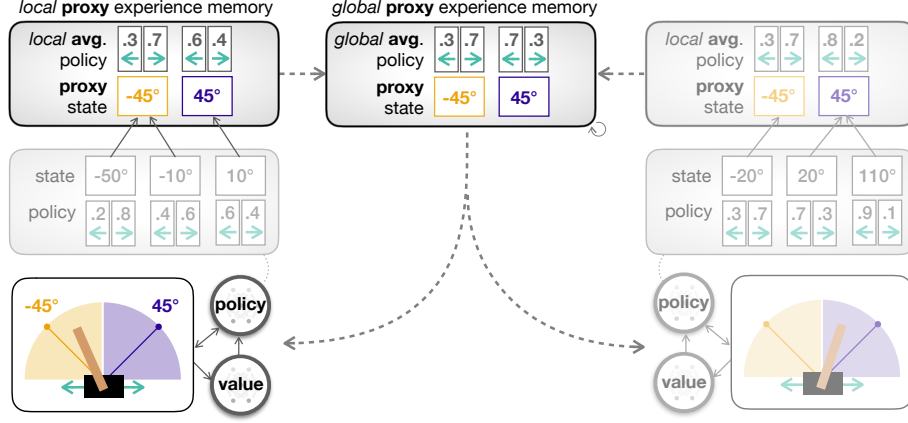 local proxy experience memory
local avg.
policy
.3 .7 .6 .4
proxy
state
-45° 45°
state
-50° -10° 10°
policy
.2 .8 .4 .6 .6 .4
-45° 45°
policy
value
global proxy experience memory
global avg.
policy
.3 .7 .7 .3
proxy
state
-45° 45°
local avg.
policy
.3 .7 .8 .2
proxy
state
-45° 45°
state
-20° 20° 110°
policy
.3 .7 .7 .3 .9 .1
policy
value